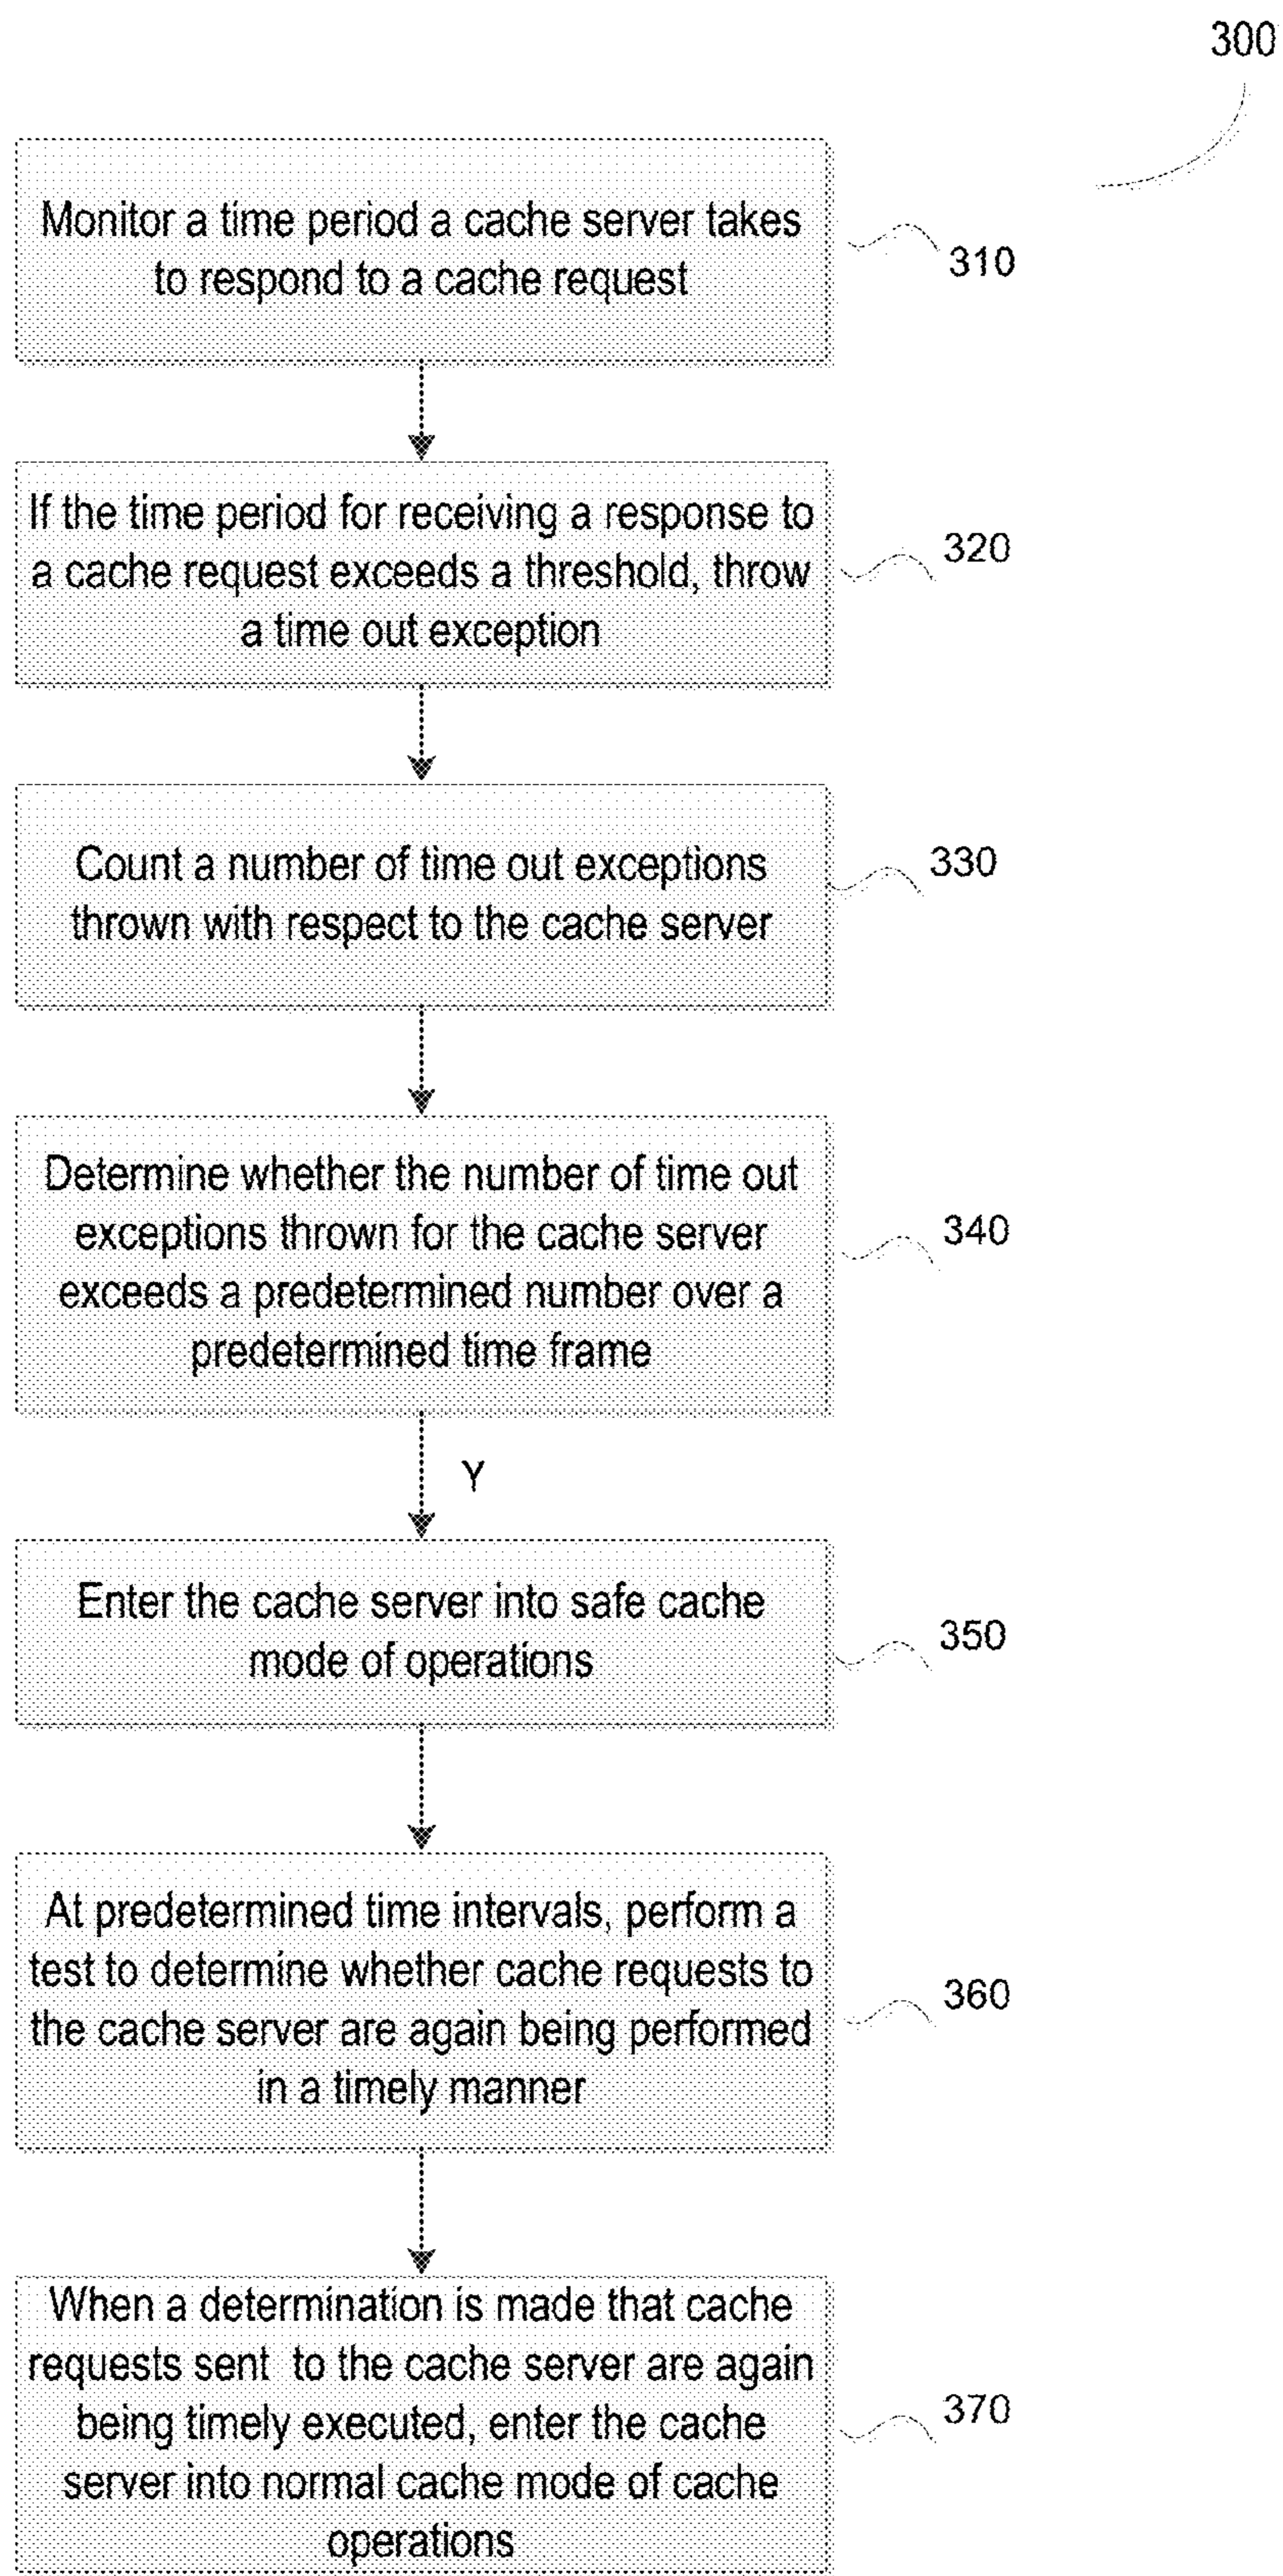 300
Monitor a time period a cache server takes
to respond to a cache request
310
If the time period for receiving a response to
a cache request exceeds a threshold, throw
a time out exception
320
Count a number of time out exceptions
thrown with respect to the cache server
330
Determine whether the number of time out
exceptions thrown for the cache server
exceeds a predetermined number over a
predetermined time frame
340
Y
Enter the cache server into safe cache
mode of operations
350
At predetermined time intervals, perform a
test to determine whether cache requests to
the cache server are again being performed
in a timely manner
360
When a determination is made that cache
requests sent to the cache server are again
being timely executed, enter the cache
server into normal cache mode of cache
operations
370